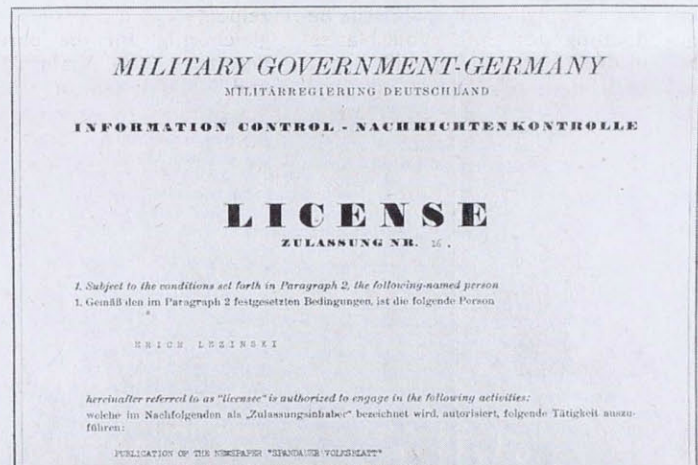 MILITARY GOVERNMENT-GERMANY
MILITÄRREGIERUNG DEUTSCHLAND
INFORMATION CONTROL - NACHRICHTENKONTROLLE
LICENSE
ZULASSUNG NR. 16.
1. Subject to the conditions set forth in Paragraph 2, the following-named person
1. Gemäß den im Paragraph 2 festgesetzten Bedingungen, ist die folgende Person
ERICH LEZINSKI
hereinafter referred to as "licensee" is authorized to engage in the following activities:
welche im Nachfolgenden als „Zulassungsinhaber“ bezeichnet wird, autorisiert, folgende Tätigkeit auszu-
führen:
PUBLICATION OF THE NEWSPAPER "SPANDAUER VOLKSBLATT"